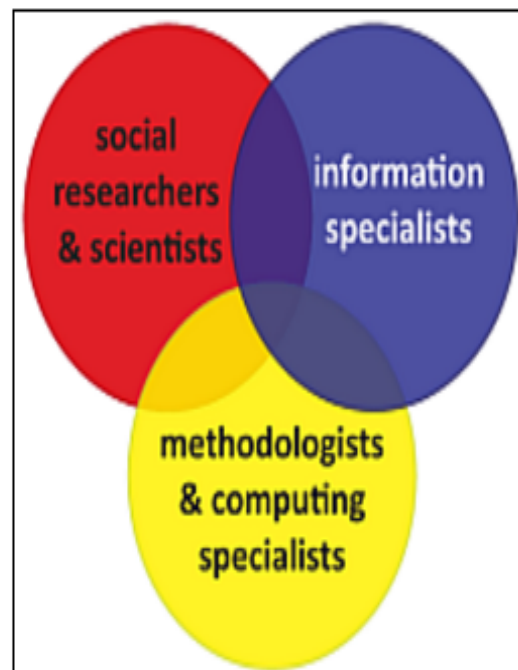 social
researchers
& scientists
information
specialists
methodologists
& computing
specialists